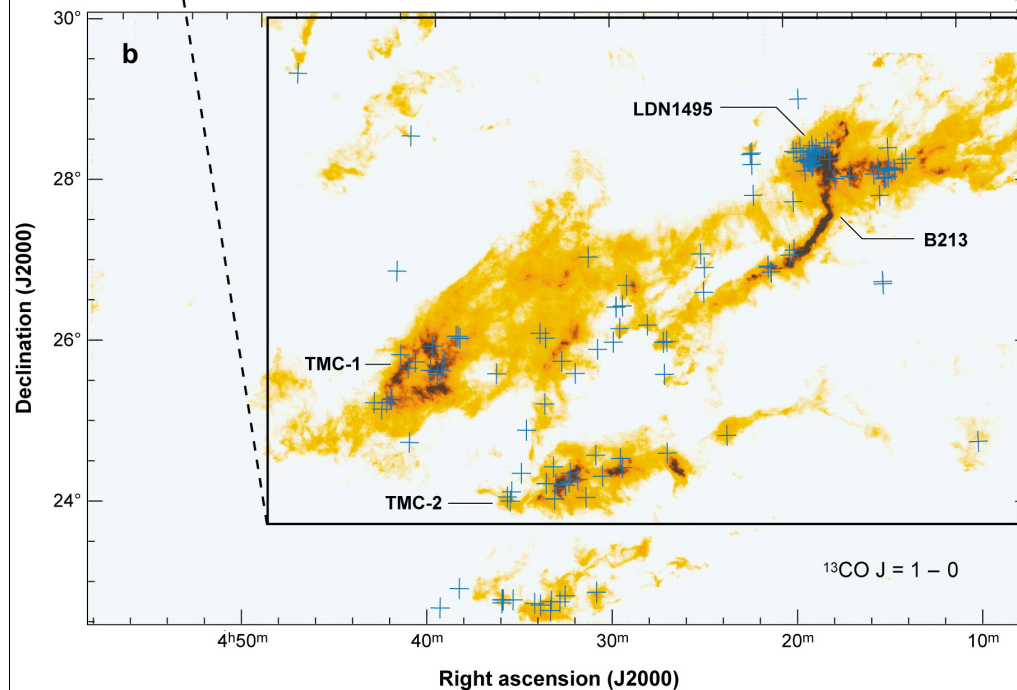 30°
b
LDN1495
28°
B213
Declination (J2000)
26°
TMC-1
TMC-2
24°
¹³CO J = 1 – 0
4ʰ50ᵐ
40ᵐ
30ᵐ
20ᵐ
10ᵐ
Right ascension (J2000)